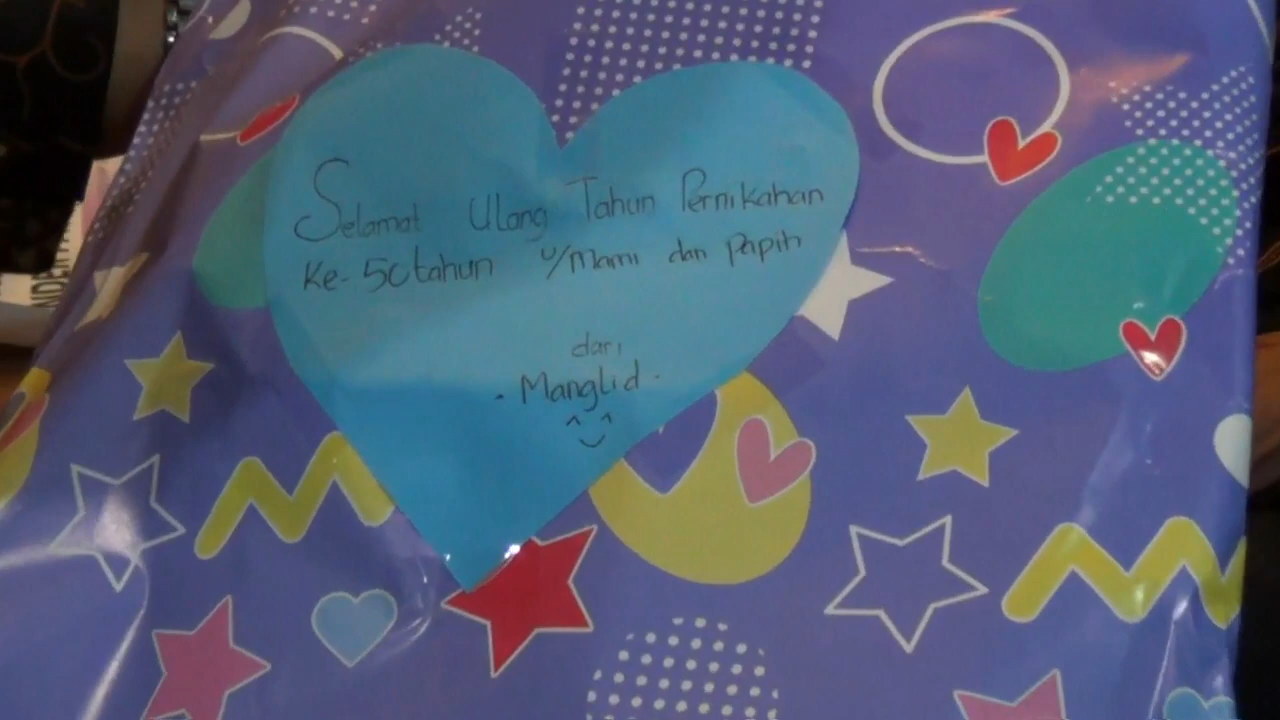 Selamat Ulang Tahun Pernikahan
Ke-50tahun u/Mami dan Papih
dari
- Manglid -